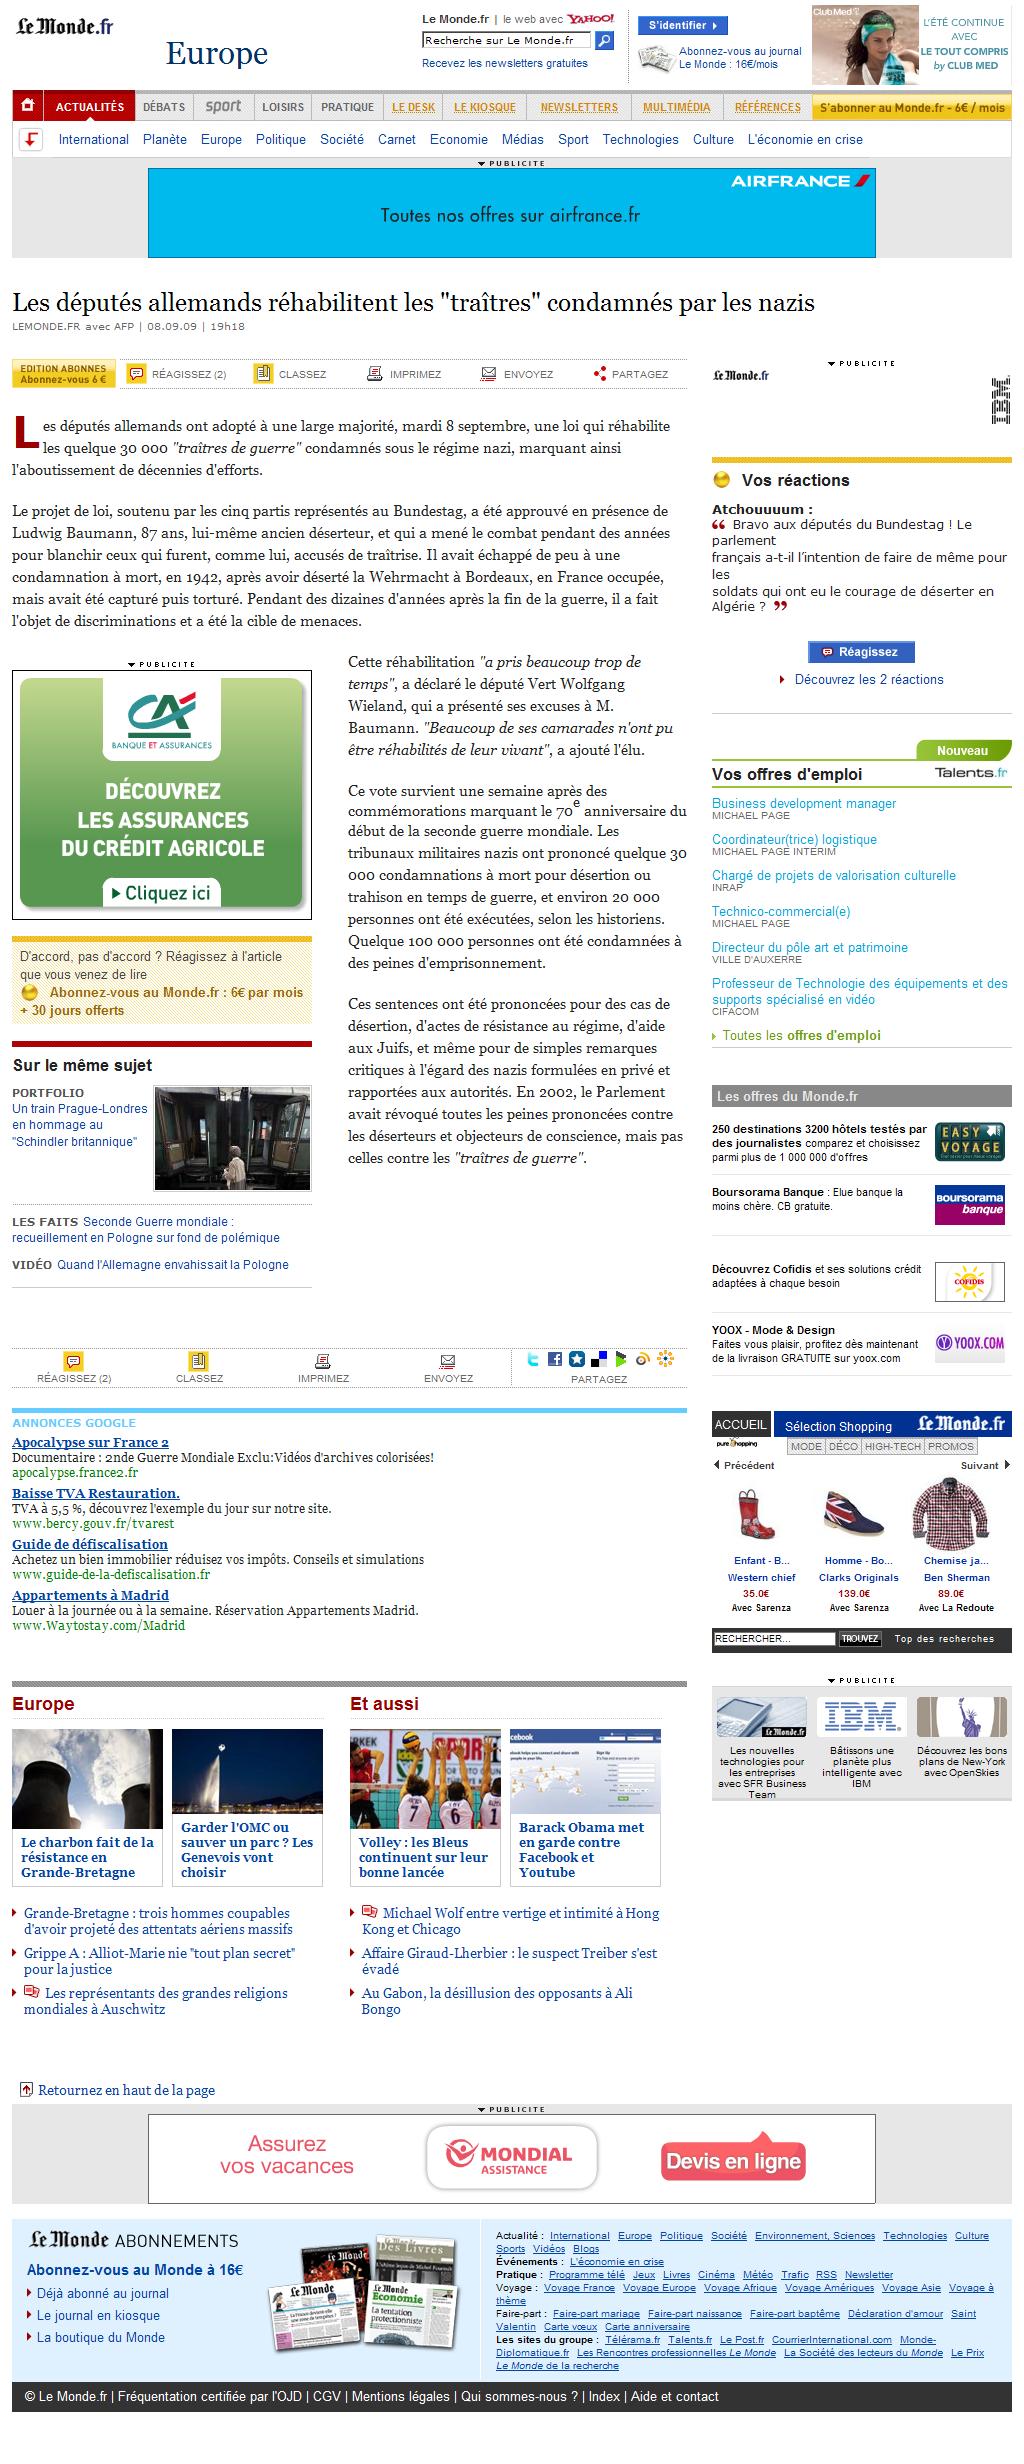 Le Monde.fr
Europe
Le Monde.fr | le web avec YAHOO!
Recherche sur Le Monde.fr
Recevez les newsletters gratuites
S'identifier
Abonnez-vous au journal
Le Monde : 16€/mois
Club Med
L'ÉTÉ CONTINUE
AVEC
LE TOUT COMPRIS
by CLUB MED
ACTUALITÉS DÉBATS sport LOISIRS PRATIQUE LE DESK LE KIOSQUE NEWSLETTERS MULTIMÉDIA RÉFÉRENCES S'abonner au Monde.fr - 6€ / mois
International Planète Europe Politique Société Carnet Economie Médias Sport Technologies Culture L'économie en crise
PUBLICITE
AIRFRANCE
Toutes nos offres sur airfrance.fr
Les députés allemands réhabilitent les "traîtres" condamnés par les nazis
LEMONDE.FR avec AFP | 08.09.09 | 19h18
EDITION ABONNES
Abonnez-vous 6 €
RÉAGISSEZ (2) CLASSEZ IMPRIMEZ ENVOYEZ PARTAGEZ
Les députés allemands ont adopté à une large majorité, mardi 8 septembre, une loi qui réhabilite
les quelque 30 000 "traîtres de guerre" condamnés sous le régime nazi, marquant ainsi
l'aboutissement de décennies d'efforts.
Le projet de loi, soutenu par les cinq partis représentés au Bundestag, a été approuvé en présence de
Ludwig Baumann, 87 ans, lui-même ancien déserteur, et qui a mené le combat pendant des années
pour blanchir ceux qui furent, comme lui, accusés de traîtrise. Il avait échappé de peu à une
condamnation à mort, en 1942, après avoir déserté la Wehrmacht à Bordeaux, en France occupée,
mais avait été capturé puis torturé. Pendant des dizaines d'années après la fin de la guerre, il a fait
l'objet de discriminations et a été la cible de menaces.
PUBLICITE
CA
BANQUE ET ASSURANCES
DÉCOUVREZ
LES ASSURANCES
DU CRÉDIT AGRICOLE
Cliquez ici
D'accord, pas d'accord ? Réagissez à l'article
que vous venez de lire
Abonnez-vous au Monde.fr : 6€ par mois
+ 30 jours offerts
Sur le même sujet
PORTFOLIO
Un train Prague-Londres
en hommage au
"Schindler britannique"
LES FAITS Seconde Guerre mondiale :
recueillement en Pologne sur fond de polémique
VIDÉO Quand l'Allemagne envahissait la Pologne
Cette réhabilitation "a pris beaucoup trop de
temps", a déclaré le député Vert Wolfgang
Wieland, qui a présenté ses excuses à M.
Baumann. "Beaucoup de ses camarades n'ont pu
être réhabilités de leur vivant", a ajouté l'élu.
Ce vote survient une semaine après des
commémorations marquant le 70e anniversaire du
début de la seconde guerre mondiale. Les
tribunaux militaires nazis ont prononcé quelque 30
000 condamnations à mort pour désertion ou
trahison en temps de guerre, et environ 20 000
personnes ont été exécutées, selon les historiens.
Quelque 100 000 personnes ont été condamnées à
des peines d'emprisonnement.
Ces sentences ont été prononcées pour des cas de
désertion, d'actes de résistance au régime, d'aide
aux Juifs, et même pour de simples remarques
critiques à l'égard des nazis formulées en privé et
rapportées aux autorités. En 2002, le Parlement
avait révoqué toutes les peines prononcées contre
les déserteurs et objecteurs de conscience, mais pas
celles contre les "traîtres de guerre".
RÉAGISSEZ (2) CLASSEZ IMPRIMEZ ENVOYEZ PARTAGEZ
ANNONCES GOOGLE
Apocalypse sur France 2
Documentaire : 2nde Guerre Mondiale Exclu:Vidéos d'archives colorisées!
apocalypse.france2.fr
Baisse TVA Restauration.
TVA à 5,5 %, découvrez l'exemple du jour sur notre site.
www.bercy.gouv.fr/tvarest
Guide de défiscalisation
Achetez un bien immobilier réduisez vos impôts. Conseils et simulations
www.guide-de-la-defiscalisation.fr
Appartements à Madrid
Louer à la journée ou à la semaine. Réservation Appartements Madrid.
www.Waytostay.com/Madrid
PUBLICITE
Le Monde.fr
IBM
Vos réactions
Atchouuuum :
“ Bravo aux députés du Bundestag ! Le
parlement
français a-t-il l’intention de faire de même pour
les
soldats qui ont eu le courage de déserter en
Algérie ? ”
Réagissez
Découvrez les 2 réactions
Nouveau
Vos offres d'emploi Talents.fr
Business development manager
MICHAEL PAGE
Coordinateur(trice) logistique
MICHAEL PAGE INTERIM
Chargé de projets de valorisation culturelle
INRAP
Technico-commercial(e)
MICHAEL PAGE
Directeur du pôle art et patrimoine
VILLE D'AUXERRE
Professeur de Technologie des équipements et des
supports spécialisé en vidéo
CIFACOM
Toutes les offres d'emploi
Les offres du Monde.fr
250 destinations 3200 hôtels testés par
des journalistes comparez et choisissez
parmi plus de 1 000 000 d'offres
EASY
VOYAGE
Boursorama Banque : Elue banque la
moins chère. CB gratuite.
BOURSORAMA
banque
Découvrez Cofidis et ses solutions crédit
adaptées à chaque besoin
COFIDIS
YOOX - Mode & Design
Faites vous plaisir, profitez dès maintenant
de la livraison GRATUITE sur yoox.com
YOOX.COM
ACCUEIL Sélection Shopping Le Monde.fr
pureshopping MODE DÉCO HIGH-TECH PROMOS
Précédent Suivant
Enfant - B... Homme - Bo... Chemise ja...
Western chief Clarks Originals Ben Sherman
35.0€ 139.0€ 89.0€
Avec Sarenza Avec Sarenza Avec La Redoute
RECHERCHER... TROUVEZ Top des recherches
PUBLICITE
Le Monde.fr
IBM
Les nouvelles
technologies pour
les entreprises
avec SFR Business
Team
Bâtissons une
planète plus
intelligente avec
IBM
Découvrez les bons
plans de New-York
avec OpenSkies
Europe
Le charbon fait de la
résistance en
Grande-Bretagne
Garder l'OMC ou
sauver un parc ? Les
Genevois vont
choisir
Grande-Bretagne : trois hommes coupables
d'avoir projeté des attentats aériens massifs
Grippe A : Alliot-Marie nie "tout plan secret"
pour la justice
Les représentants des grandes religions
mondiales à Auschwitz
Et aussi
Volley : les Bleus
continuent sur leur
bonne lancée
Barack Obama met
en garde contre
Facebook et
Youtube
Michael Wolf entre vertige et intimité à Hong
Kong et Chicago
Affaire Giraud-Lherbier : le suspect Treiber s'est
évadé
Au Gabon, la désillusion des opposants à Ali
Bongo
Retournez en haut de la page
PUBLICITE
Assurez
vos vacances
MONDIAL
ASSISTANCE
Devis en ligne
Le Monde ABONNEMENTS
Abonnez-vous au Monde à 16€
Déjà abonné au journal
Le journal en kiosque
La boutique du Monde
Actualité : International Europe Politique Société Environnement, Sciences Technologies Culture
Sports Vidéos Blogs
Événements : L'économie en crise
Pratique : Programme télé Jeux Livres Cinéma Météo Trafic RSS Newsletter
Voyage : Voyage France Voyage Europe Voyage Afrique Voyage Amériques Voyage Asie Voyage à
thème
Faire-part : Faire-part mariage Faire-part naissance Faire-part baptême Déclaration d'amour Saint
Valentin Carte vœux Carte anniversaire
Les sites du groupe : Télérama.fr Talents.fr Le Post.fr CourrierInternational.com Monde-
Diplomatique.fr Les Rencontres professionnelles Le Monde La Société des lecteurs du Monde Le Prix
Le Monde de la recherche
© Le Monde.fr | Fréquentation certifiée par l'OJD | CGV | Mentions légales | Qui sommes-nous ? | Index | Aide et contact